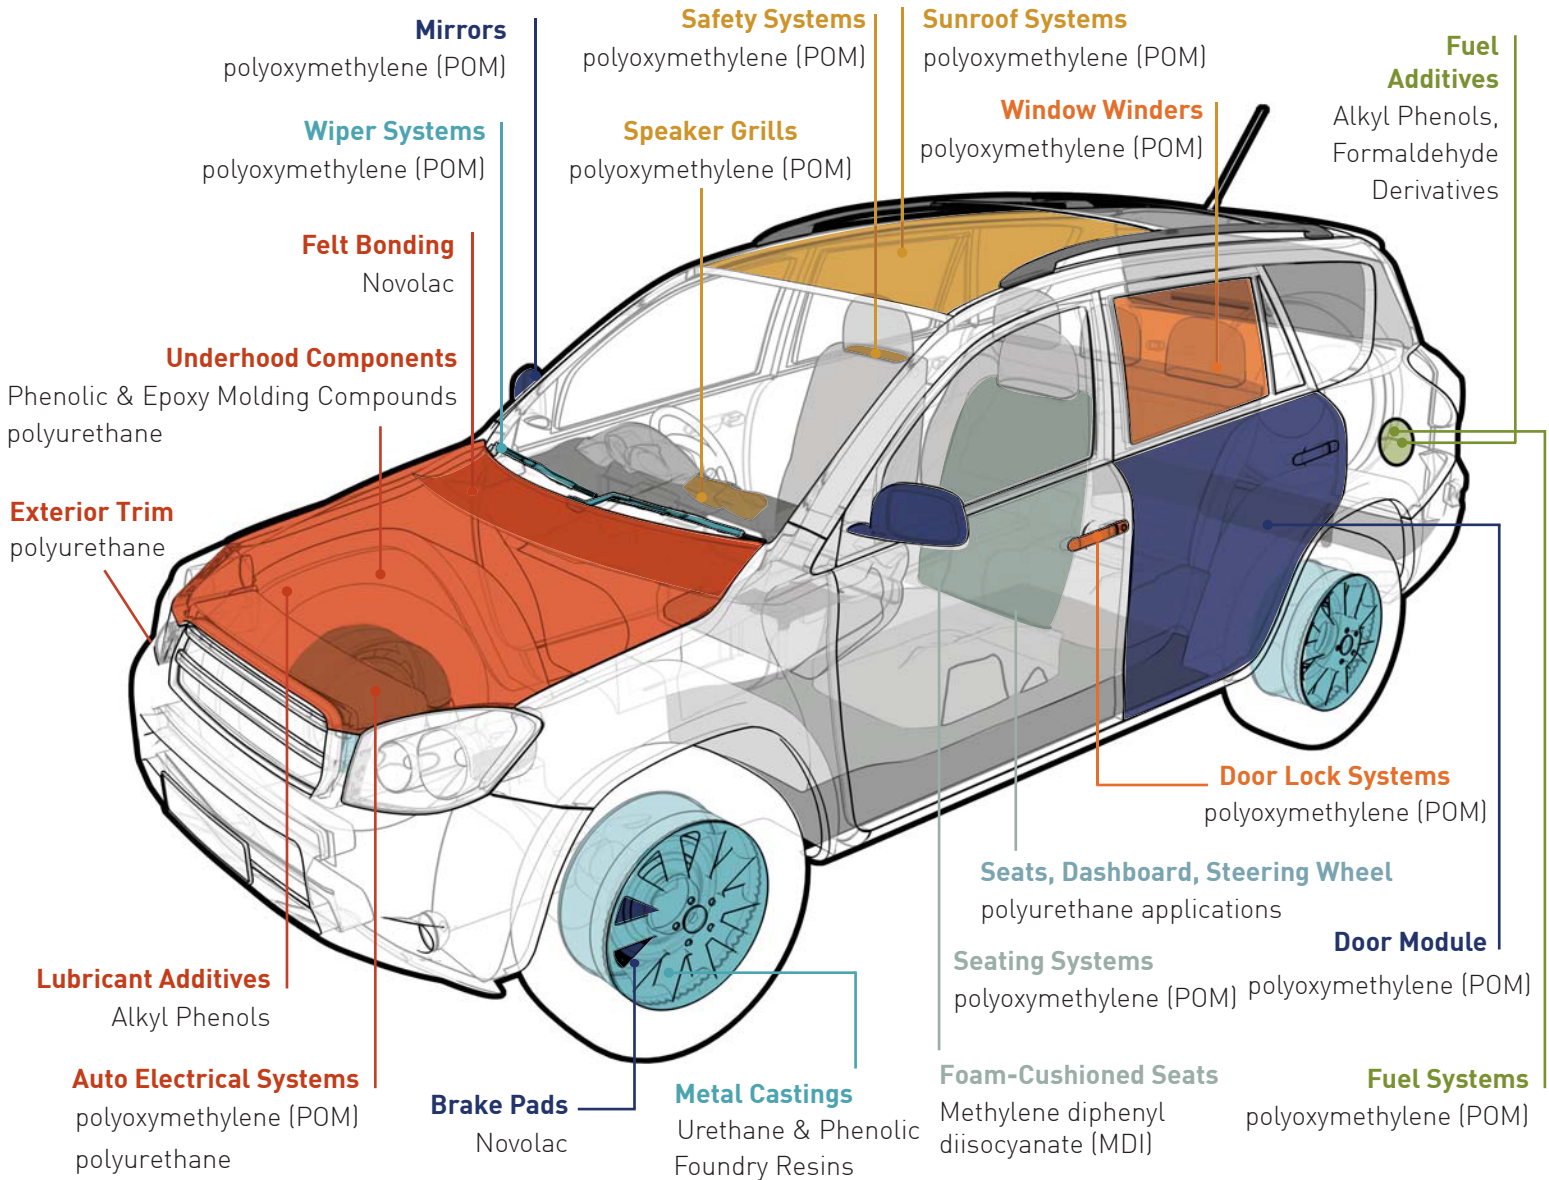 Mirrors
polyoxymethylene (POM)
Safety Systems
polyoxymethylene (POM)
Sunroof Systems
polyoxymethylene (POM)
Fuel
Additives
Alkyl Phenols,
Formaldehyde
Derivatives
Wiper Systems
polyoxymethylene (POM)
Speaker Grills
polyoxymethylene (POM)
Window Winders
polyoxymethylene (POM)
Felt Bonding
Novolac
Underhood Components
Phenolic & Epoxy Molding Compounds
polyurethane
Exterior Trim
polyurethane
Door Lock Systems
polyoxymethylene (POM)
Seats, Dashboard, Steering Wheel
polyurethane applications
Door Module
polyoxymethylene (POM)
Seating Systems
polyoxymethylene (POM)
Lubricant Additives
Alkyl Phenols
Auto Electrical Systems
polyoxymethylene (POM)
polyurethane
Brake Pads
Novolac
Metal Castings
Urethane & Phenolic
Foundry Resins
Foam-Cushioned Seats
Methylene diphenyl
diisocyanate (MDI)
Fuel Systems
polyoxymethylene (POM)